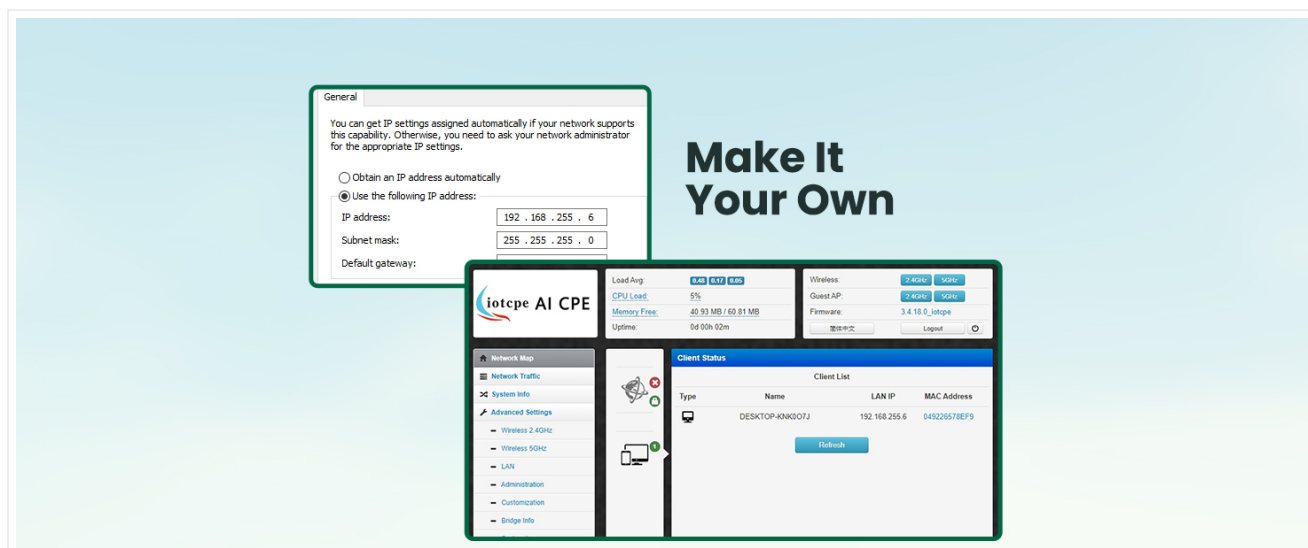 General
You can get IP settings assigned automatically if your network supports
this capability. Otherwise, you need to ask your network administrator
for the appropriate IP settings.
Obtain an IP address automatically
Use the following IP address:
IP address: 192 . 168 . 255 . 6
Subnet mask: 255 . 255 . 255 . 0
Default gateway:
Make It
Your Own
iotcpe AI CPE
Load Avg: 0.48 0.17 0.05
CPU Load: 5%
Memory Free: 40.93 MB / 60.81 MB
Uptime: 0d 00h 02m
Wireless: 2.4GHz 5GHz
Guest AP: 2.4GHz 5GHz
Firmware: 3.4.18.0_iotcpe
Logout
Network Map
Network Traffic
System Info
Advanced Settings
Wireless 2.4GHz
Wireless 5GHz
LAN
Administration
Customization
Bridge Info
1
Client Status
Client List
Type Name LAN IP MAC Address
DESKTOP-KNK0O7J 192.168.255.6 049226578EF9
Refresh